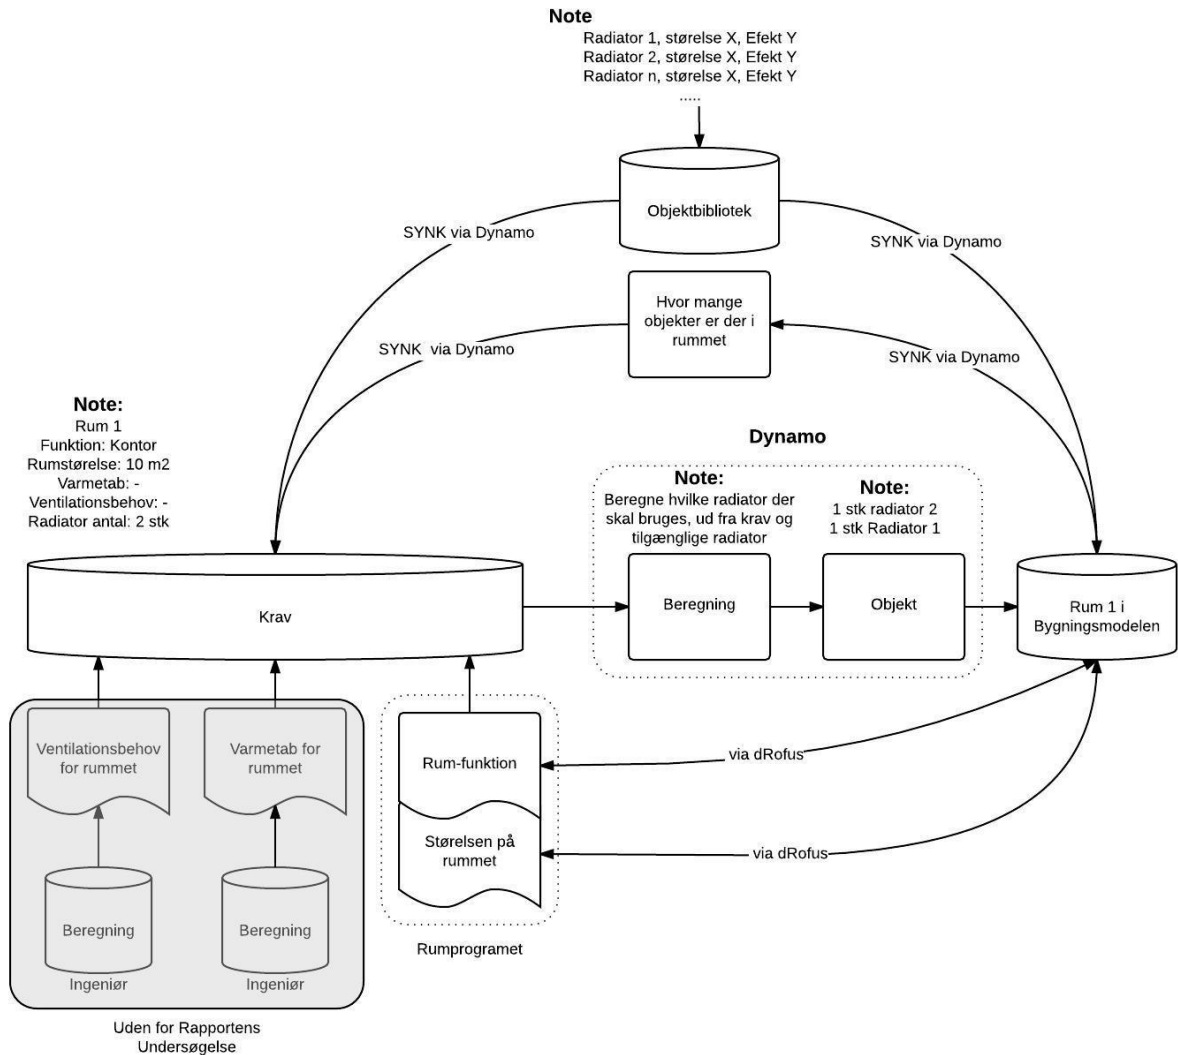 Note
Radiator 1, størelse X, Efekt Y
Radiator 2, størelse X, Efekt Y
Radiator n, størelse X, Efekt Y
.....
Objektbibliotek
SYNK via Dynamo
SYNK via Dynamo
Hvor mange
objekter er der i
rummet
SYNK via Dynamo
SYNK via Dynamo
Note:
Rum 1
Funktion: Kontor
Rumstørelse: 10 m2
Varmetab: -
Ventilationsbehov: -
Radiator antal: 2 stk
Dynamo
Note:
Beregne hvilke radiator der
skal bruges, ud fra krav og
tilgænglige radiator
Note:
1 stk radiator 2
1 stk Radiator 1
Krav
Beregning
Objekt
Rum 1 i
Bygningsmodelen
Ventilationsbehov
for rummet
Varmetab for
rummet
Rum-funktion
via dRofus
Størelsen på
rummet
via dRofus
Beregning
Beregning
Ingeniør
Ingeniør
Rumprogramet
Uden for Rapportens
Undersøgelse